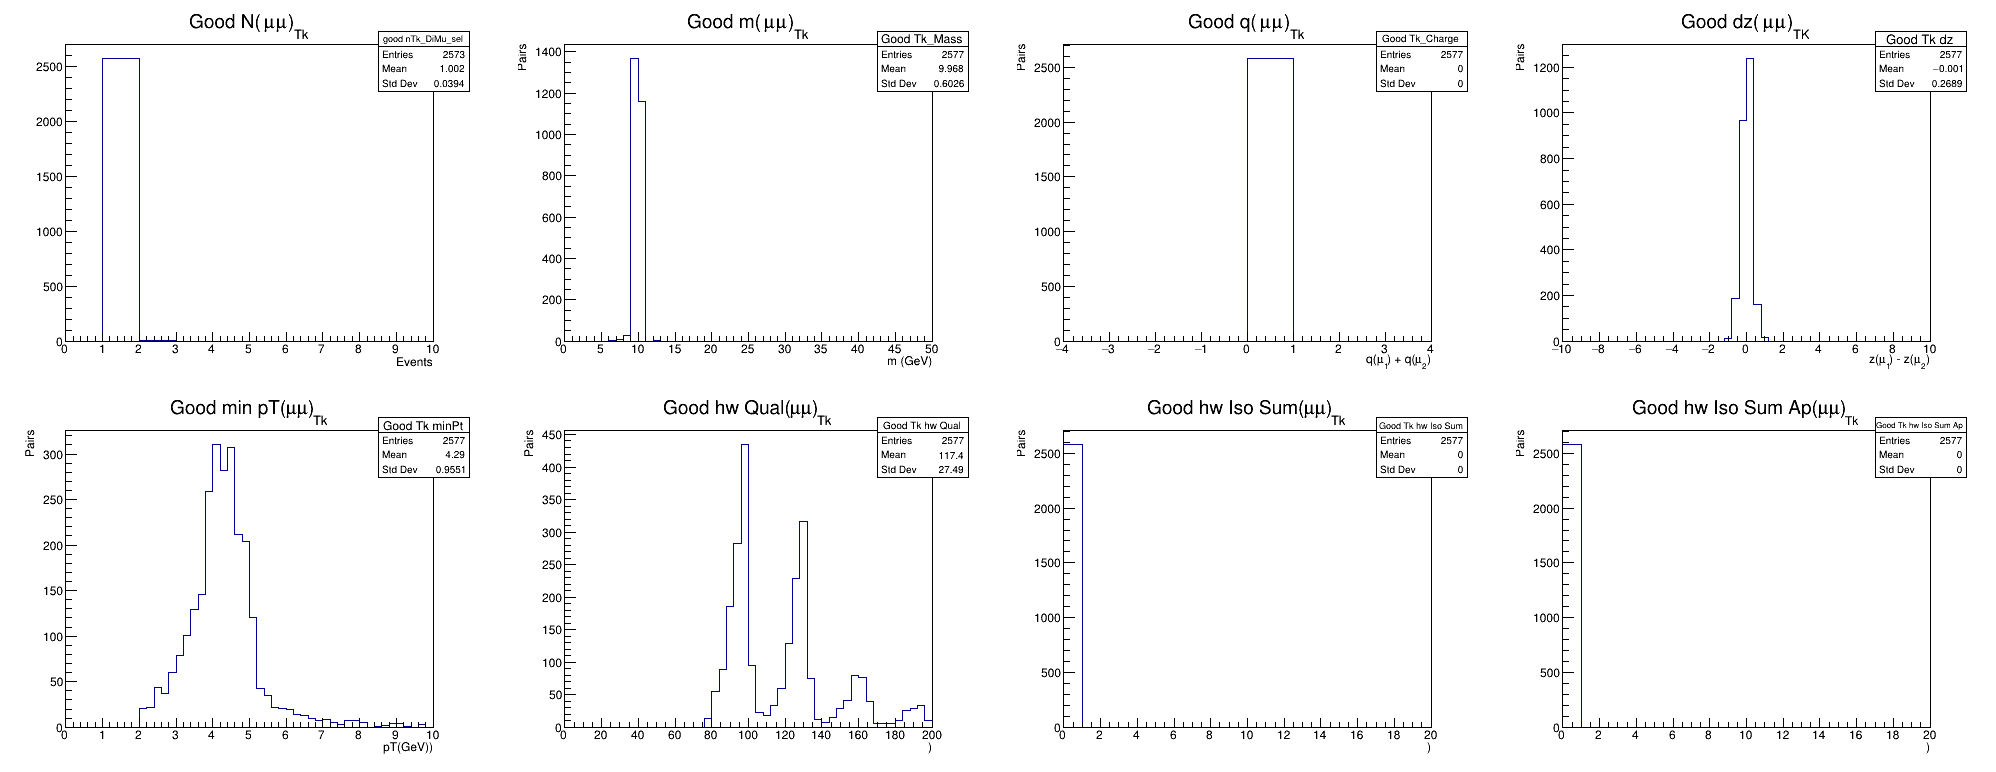 Good N(μμ)Tk
good nTk_DiMu_sel
Entries 2573
Mean 1.002
Std Dev 0.0394
2500
2000
1500
1000
500
0
0 1 2 3 4 5 6 7 8 9 10
Events
Good m(μμ)Tk
Pairs
Good Tk_Mass
Entries 2577
Mean 9.968
Std Dev 0.6026
1400
1200
1000
800
600
400
200
0
0 5 10 15 20 25 30 35 40 45 50
m (GeV)
Good q(μμ)Tk
Pairs
Good Tk_Charge
Entries 2577
Mean 0
Std Dev 0
2500
2000
1500
1000
500
0
−4 −3 −2 −1 0 1 2 3 4
q(μ1) + q(μ2)
Good dz(μμ)TK
Pairs
Good Tk dz
Entries 2577
Mean −0.001
Std Dev 0.2689
1200
1000
800
600
400
200
0
−10 −8 −6 −4 −2 0 2 4 6 8 10
z(μ1) - z(μ2)
Good min pT(μμ)Tk
Pairs
Good Tk minPt
Entries 2577
Mean 4.29
Std Dev 0.9551
300
250
200
150
100
50
0
0 1 2 3 4 5 6 7 8 9 10
pT(GeV))
Good hw Qual(μμ)Tk
Pairs
Good Tk hw Qual
Entries 2577
Mean 117.4
Std Dev 27.49
450
400
350
300
250
200
150
100
50
0
0 20 40 60 80 100 120 140 160 180 200
)
Good hw Iso Sum(μμ)Tk
Pairs
Good Tk hw Iso Sum
Entries 2577
Mean 0
Std Dev 0
2500
2000
1500
1000
500
0
0 2 4 6 8 10 12 14 16 18 20
)
Good hw Iso Sum Ap(μμ)Tk
Pairs
Good Tk hw Iso Sum Ap
Entries 2577
Mean 0
Std Dev 0
2500
2000
1500
1000
500
0
0 2 4 6 8 10 12 14 16 18 20
)